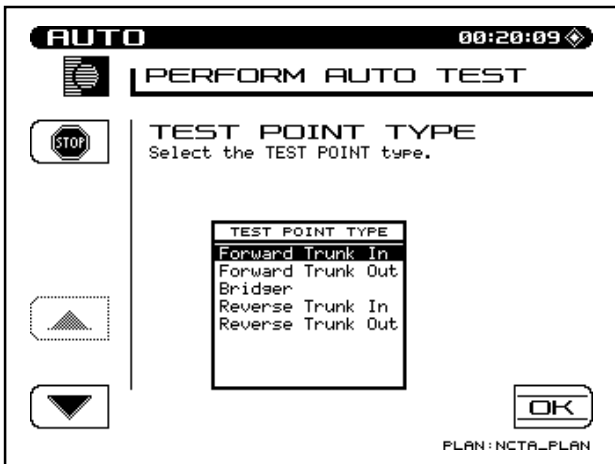 AUTO 00:20:09
PERFORM AUTO TEST
STOP
TEST POINT TYPE
Select the TEST POINT type.
TEST POINT TYPE
Forward Trunk In
Forward Trunk Out
Bridger
Reverse Trunk In
Reverse Trunk Out
OK
PLAN:NCTA_PLAN